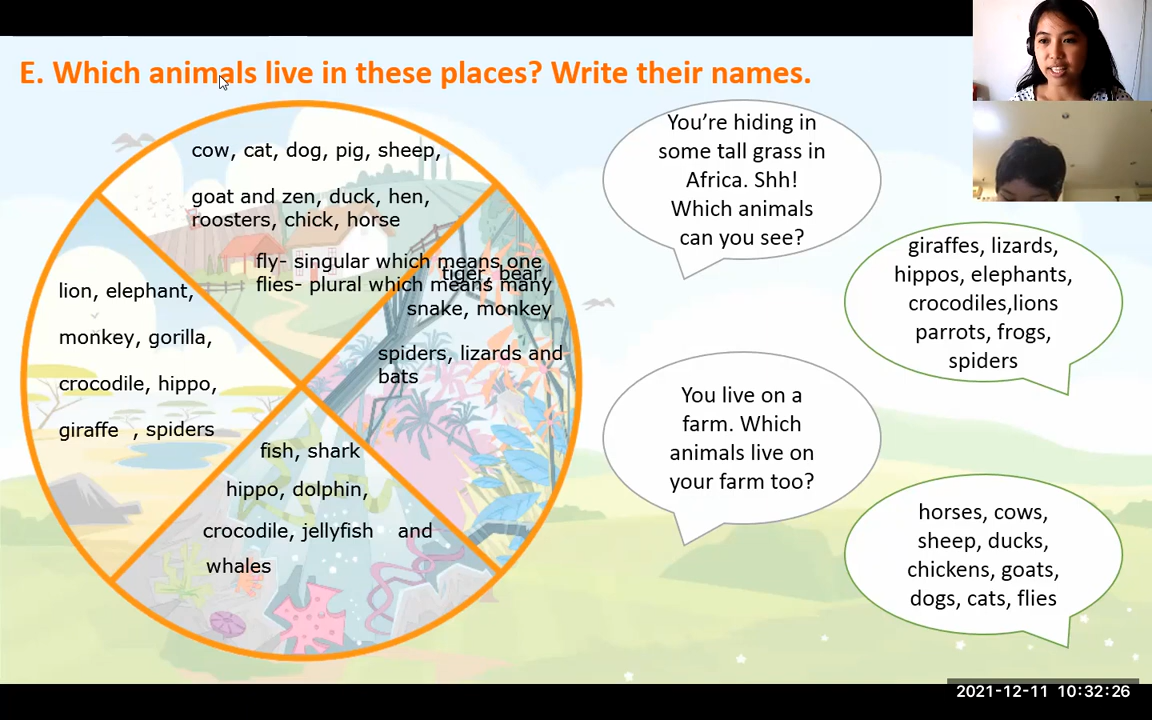 E. Which animals live in these places? Write their names.
cow, cat, dog, pig, sheep,
goat and zen, duck, hen,
roosters, chick, horse
fly- singular which means one
flies- plural which means many
tiger, bear,
snake, monkey
spiders, lizards and
bats
lion, elephant,
monkey, gorilla,
crocodile, hippo,
giraffe , spiders
fish, shark
hippo, dolphin,
crocodile, jellyfish and
whales
You’re hiding in
some tall grass in
Africa. Shh!
Which animals
can you see?
giraffes, lizards,
hippos, elephants,
crocodiles,lions
parrots, frogs,
spiders
You live on a
farm. Which
animals live on
your farm too?
horses, cows,
sheep, ducks,
chickens, goats,
dogs, cats, flies
2021-12-11 10:32:26